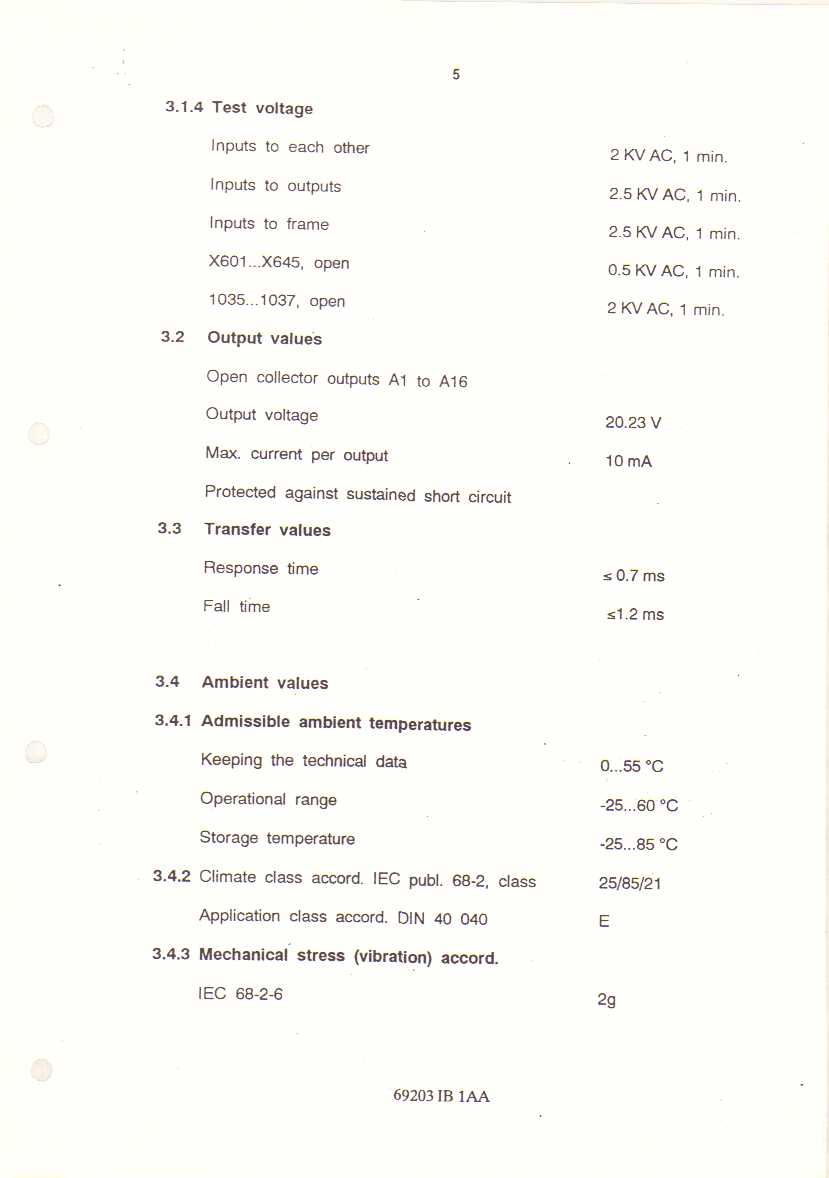 5
3.1.4 Test voltage
Inputs to each other 2 KV AC, 1 min.
Inputs to outputs 2.5 KV AC, 1 min.
Inputs to frame 2.5 KV AC, 1 min.
X601...X645, open 0.5 KV AC, 1 min.
1035...1037, open 2 KV AC, 1 min.
3.2 Output values
Open collector outputs A1 to A16
Output voltage 20.23 V
Max. current per output 10 mA
Protected against sustained short circuit
3.3 Transfer values
Response time ≤ 0.7 ms
Fall time ≤1.2 ms
3.4 Ambient values
3.4.1 Admissible ambient temperatures
Keeping the technical data 0...55 °C
Operational range -25...60 °C
Storage temperature -25...85 °C
3.4.2 Climate class accord. IEC publ. 68-2, class 25/85/21
Application class accord. DIN 40 040 E
3.4.3 Mechanical stress (vibration) accord.
IEC 68-2-6 2g
69203 IB 1AA